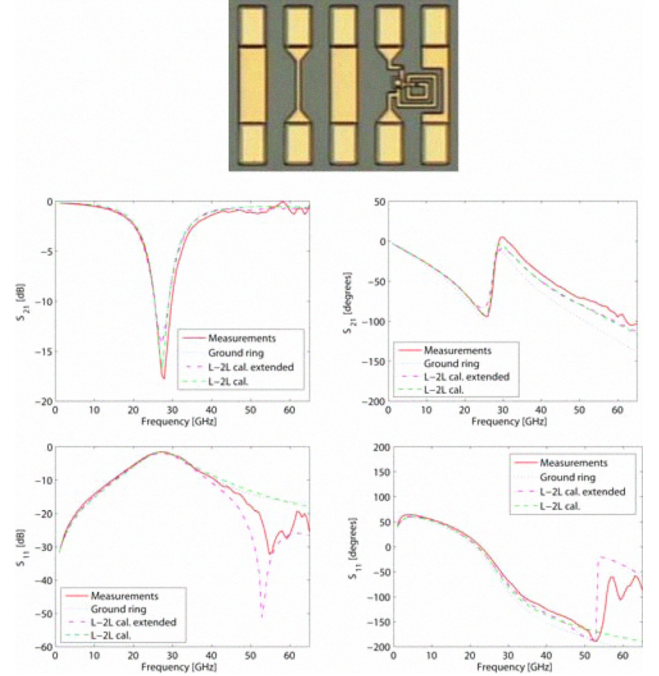 0
−5
−10
−15
−20
S 21 [dB]
Measurements
Ground ring
L−2L cal. extended
L−2L cal.
0 10 20 30 40 50 60
Frequency [GHz]
50
0
−50
−100
−150
−200
S 21 [degrees]
Measurements
Ground ring
L−2L cal. extended
L−2L cal.
0 10 20 30 40 50 60
Frequency [GHz]
0
−10
−20
−30
−40
−50
−60
S 11 [dB]
Measurements
Ground ring
L−2L cal. extended
L−2L cal.
0 10 20 30 40 50 60
Frequency [GHz]
200
150
100
50
0
−50
−100
−150
−200
S 11 [degrees]
Measurements
Ground ring
L−2L cal. extended
L−2L cal.
0 10 20 30 40 50 60
Frequency [GHz]